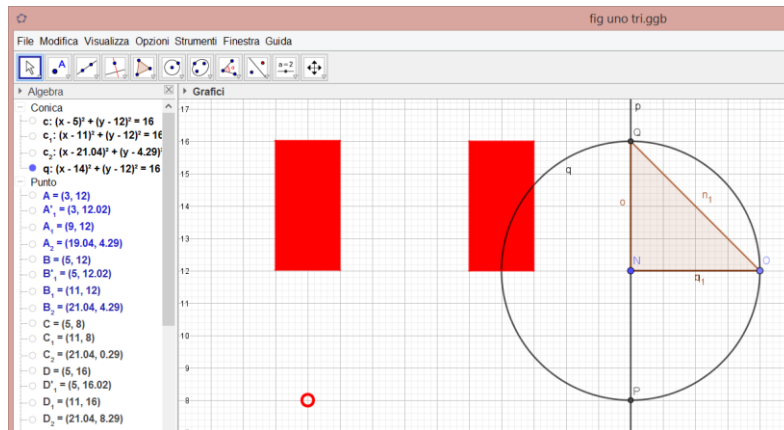 fig uno tri.ggb
File Modifica Visualizza Opzioni Strumenti Finestra Guida
A
a=2
Algebra
Grafici
Conica
c: (x - 5)² + (y - 12)² = 16
c₁: (x - 11)² + (y - 12)² = 16
c₂: (x - 21.04)² + (y - 4.29)²
q: (x - 14)² + (y - 12)² = 16
Punto
A = (3, 12)
A'₁ = (3, 12.02)
A₁ = (9, 12)
A₂ = (19.04, 4.29)
B = (5, 12)
B'₁ = (5, 12.02)
B₁ = (11, 12)
B₂ = (21.04, 4.29)
C = (5, 8)
C₁ = (11, 8)
C₂ = (21.04, 0.29)
D = (5, 16)
D'₁ = (5, 16.02)
D₁ = (11, 16)
D₂ = (21.04, 8.29)
17
16
15
14
13
12
11
10
9
8
p
Q
q
o
n₁
N
O
q₁
P